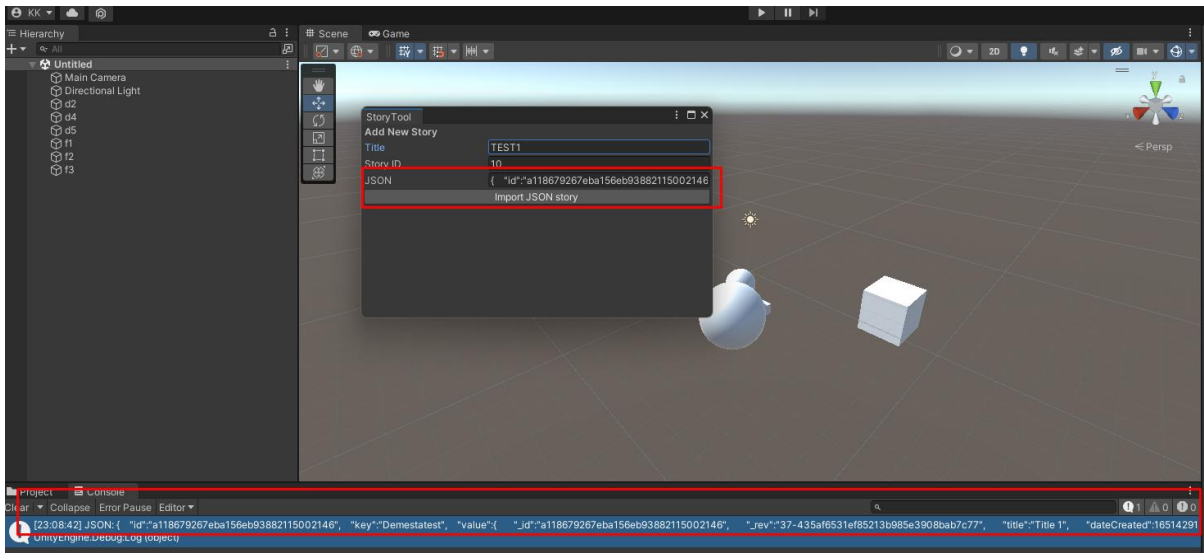 KK
Hierarchy
All
Untitled
Main Camera
Directional Light
d2
d4
d5
f1
f2
f3
Scene Game
2D
y
x
Persp
StoryTool
Add New Story
Title TEST1
Story ID 10
JSON { "id":"a118679267eba156eb93882115002146
Import JSON story
Project Console
Clear Collapse Error Pause Editor
1 0 0
[23:08:42] JSON: { "id":"a118679267eba156eb93882115002146", "key":"Demestatest", "value":{ "_id":"a118679267eba156eb93882115002146", "_rev":"37-435af6531ef85213b985e3908bab7c77", "title":"Title 1", "dateCreated":16514291
UnityEngine.Debug:Log (object)